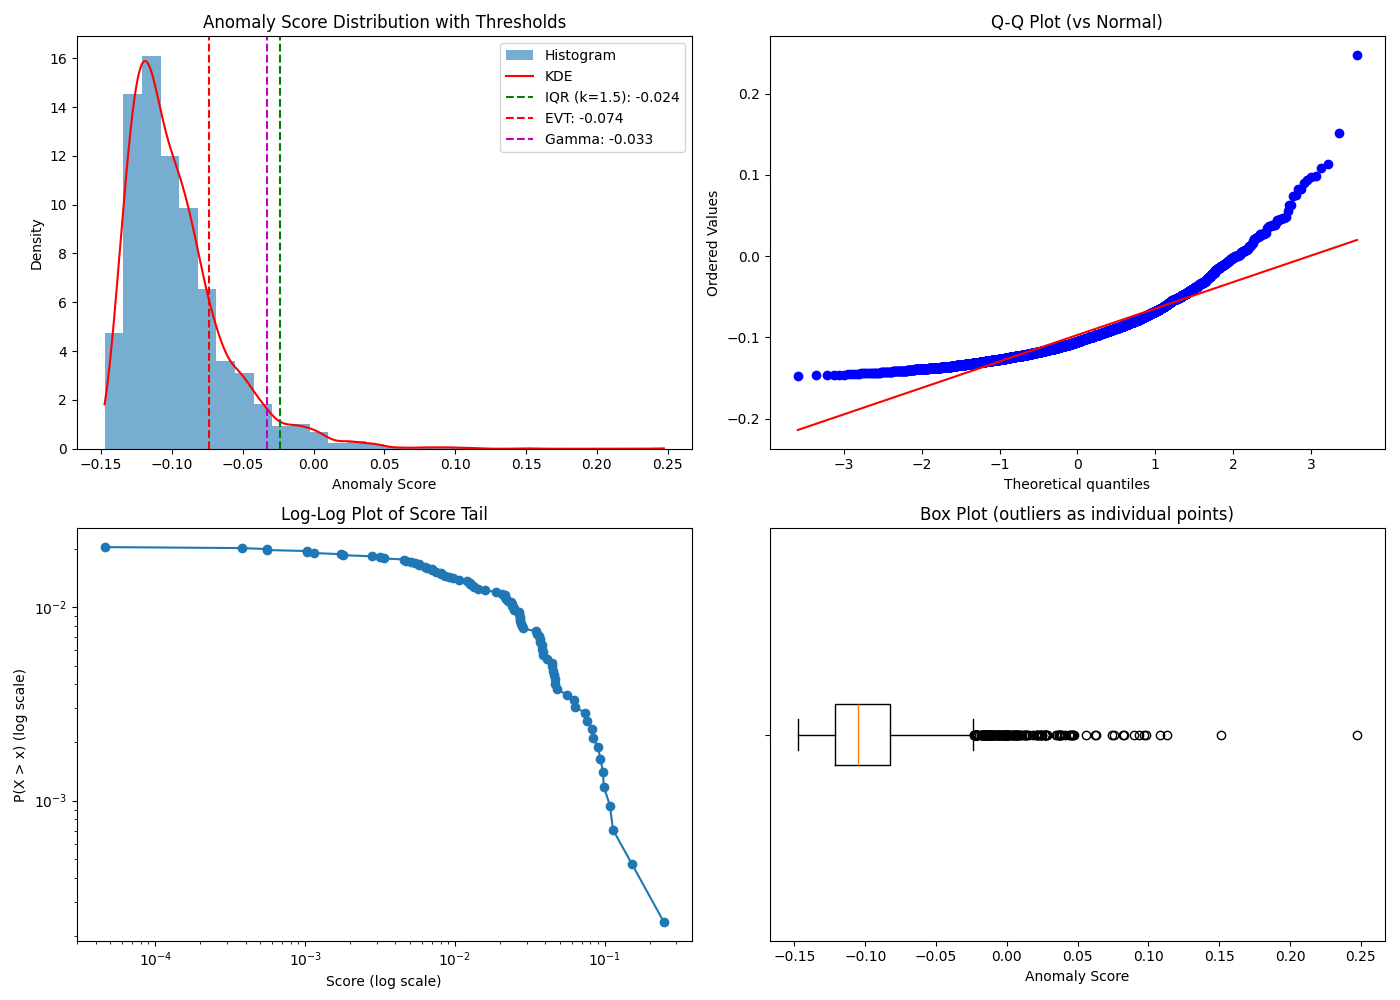 Anomaly Score Distribution with Thresholds
16
14
12
10
8
6
4
2
0
Density
Histogram
KDE
IQR (k=1.5): -0.024
EVT: -0.074
Gamma: -0.033
−0.15 −0.10 −0.05 0.00 0.05 0.10 0.15 0.20 0.25
Anomaly Score
Q-Q Plot (vs Normal)
0.2
0.1
0.0
−0.1
−0.2
Ordered Values
−3 −2 −1 0 1 2 3
Theoretical quantiles
Log-Log Plot of Score Tail
10⁻²
10⁻³
P(X > x) (log scale)
10⁻⁴ 10⁻³ 10⁻² 10⁻¹
Score (log scale)
Box Plot (outliers as individual points)
−0.15 −0.10 −0.05 0.00 0.05 0.10 0.15 0.20 0.25
Anomaly Score